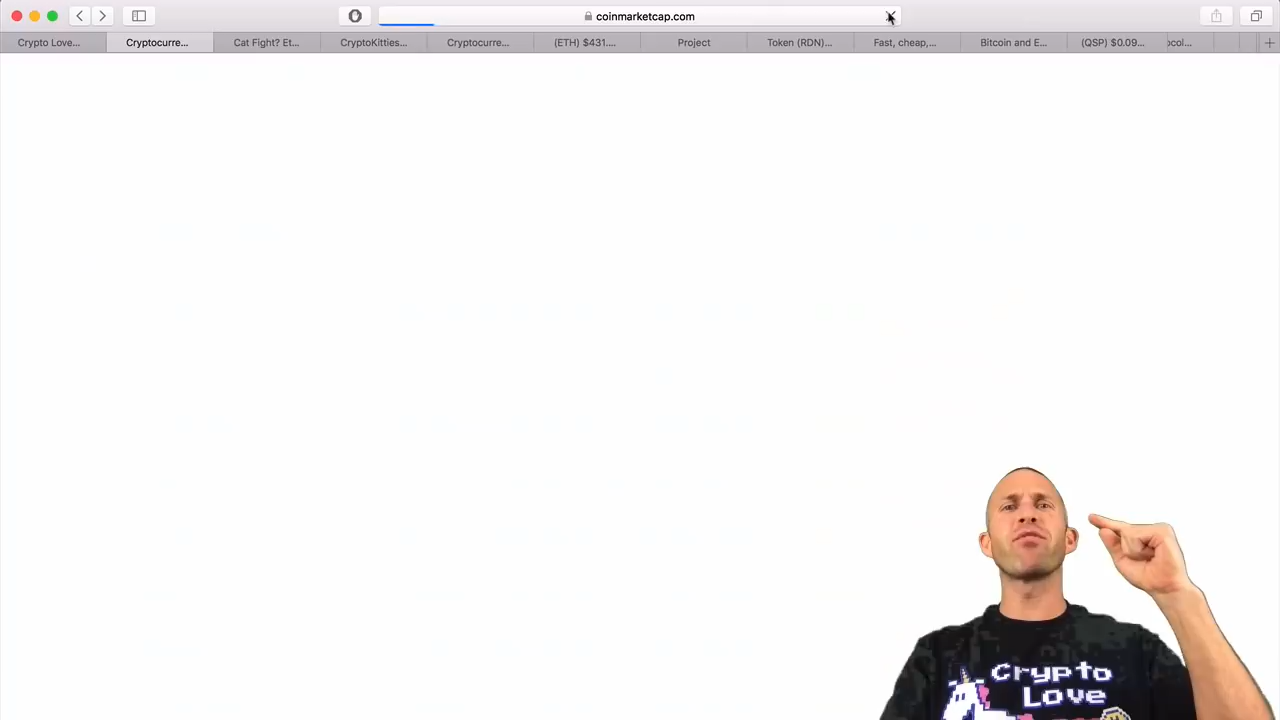 coinmarketcap.com
Crypto Love...
Cryptocurre...
Cat Fight? Et...
CryptoKitties...
Cryptocurre...
(ETH) $431....
Project
Token (RDN)...
Fast, cheap,...
Bitcoin and E...
(QSP) $0.09...
ocol...
Crypto
Love